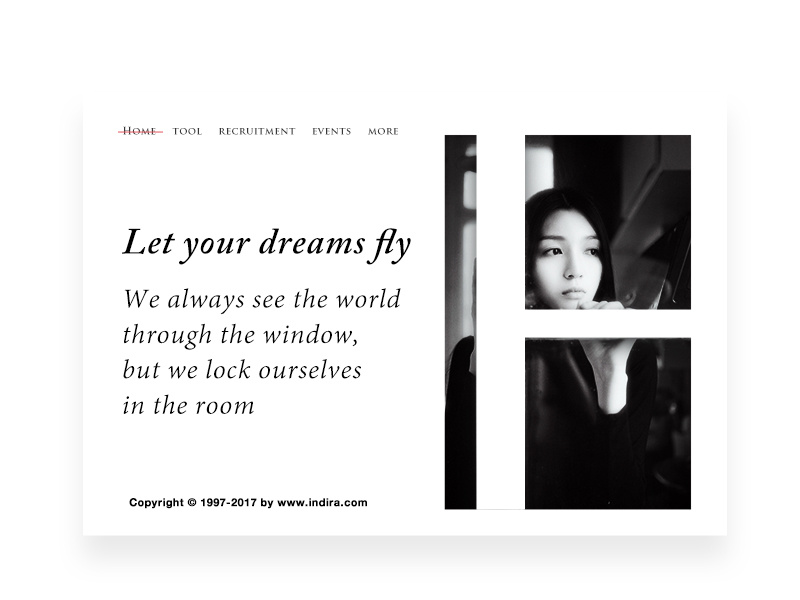 HOME TOOL RECRUITMENT EVENTS MORE
Let your dreams fly
We always see the world
through the window,
but we lock ourselves
in the room
Copyright © 1997-2017 by www.indira.com